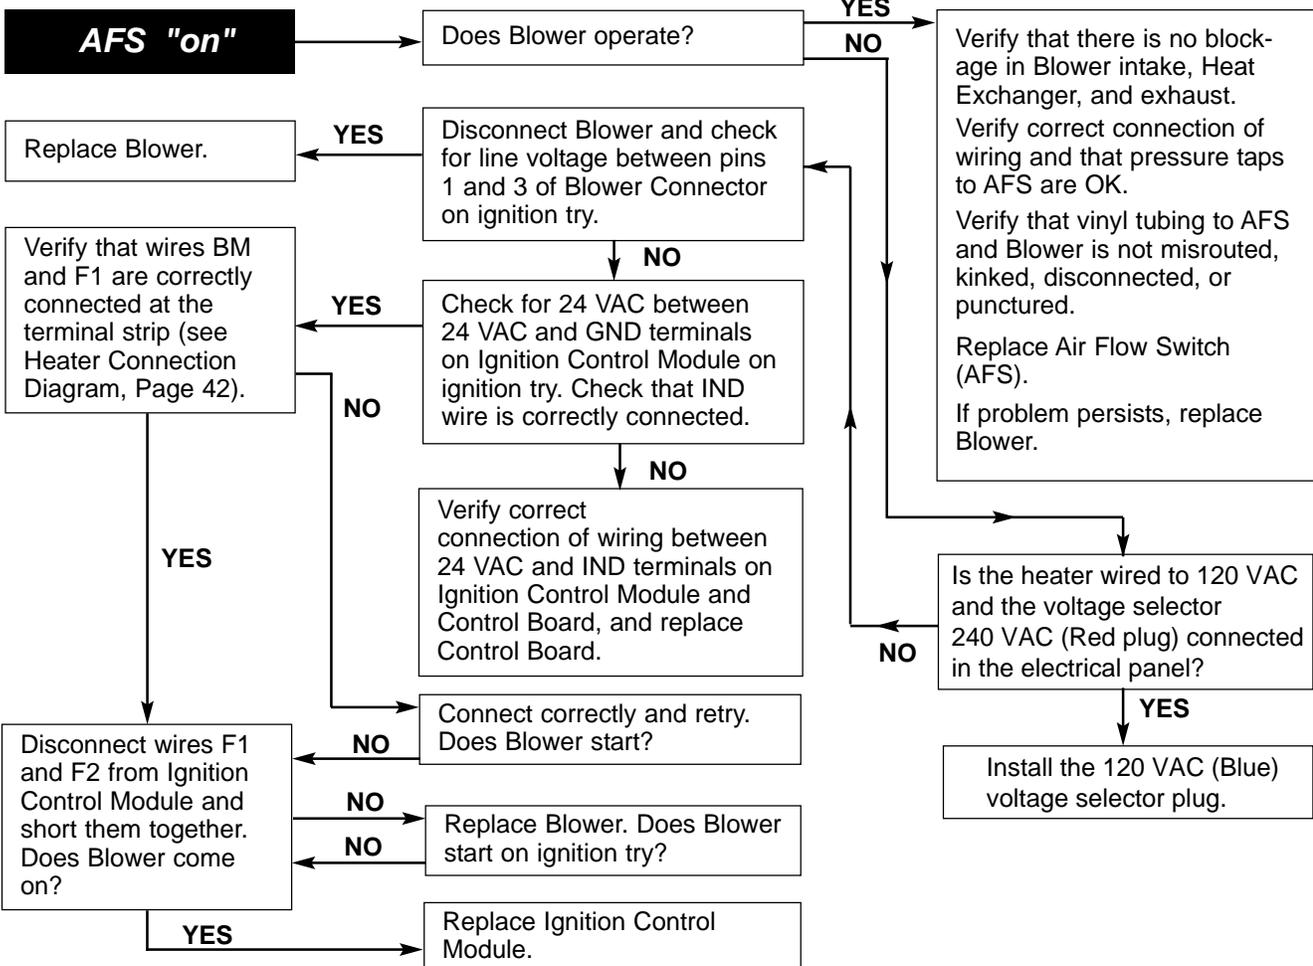 AFS "on"
Does Blower operate?
YES
NO
Verify that there is no block-
age in Blower intake, Heat
Exchanger, and exhaust.
Verify correct connection of
wiring and that pressure taps
to AFS are OK.
Verify that vinyl tubing to AFS
and Blower is not misrouted,
kinked, disconnected, or
punctured.
Replace Air Flow Switch
(AFS).
If problem persists, replace
Blower.
Replace Blower.
YES
Disconnect Blower and check
for line voltage between pins
1 and 3 of Blower Connector
on ignition try.
NO
Verify that wires BM
and F1 are correctly
connected at the
terminal strip (see
Heater Connection
Diagram, Page 42).
YES
NO
Check for 24 VAC between
24 VAC and GND terminals
on Ignition Control Module on
ignition try. Check that IND
wire is correctly connected.
NO
Verify correct
connection of wiring between
24 VAC and IND terminals on
Ignition Control Module and
Control Board, and replace
Control Board.
YES
Is the heater wired to 120 VAC
and the voltage selector
240 VAC (Red plug) connected
in the electrical panel?
NO
YES
Install the 120 VAC (Blue)
voltage selector plug.
Connect correctly and retry.
Does Blower start?
NO
Disconnect wires F1
and F2 from Ignition
Control Module and
short them together.
Does Blower come
on?
NO
NO
Replace Blower. Does Blower
start on ignition try?
YES
Replace Ignition Control
Module.